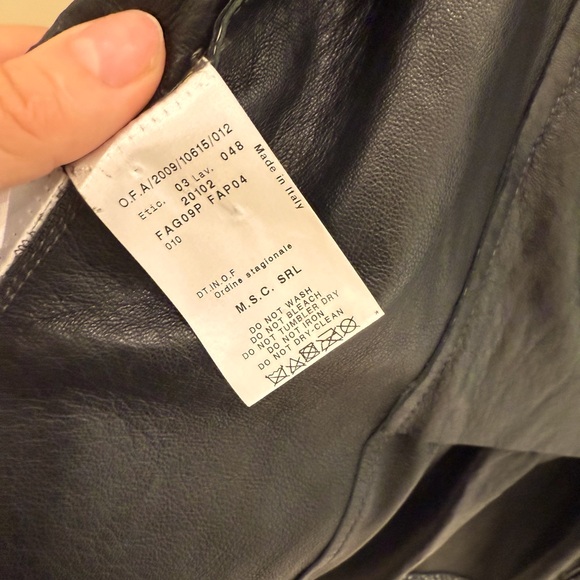 O.F.A/2009/10615/012
Etic. 03 Lav. 048
20102
FAG09P FAP04
010
Made in Italy
DT.IN.O.F
Ordine stagionale
M.S.C. SRL
DO NOT WASH
DO NOT BLEACH
DO NOT TUMBLER DRY
DO NOT IRON
DO NOT DRY-CLEAN